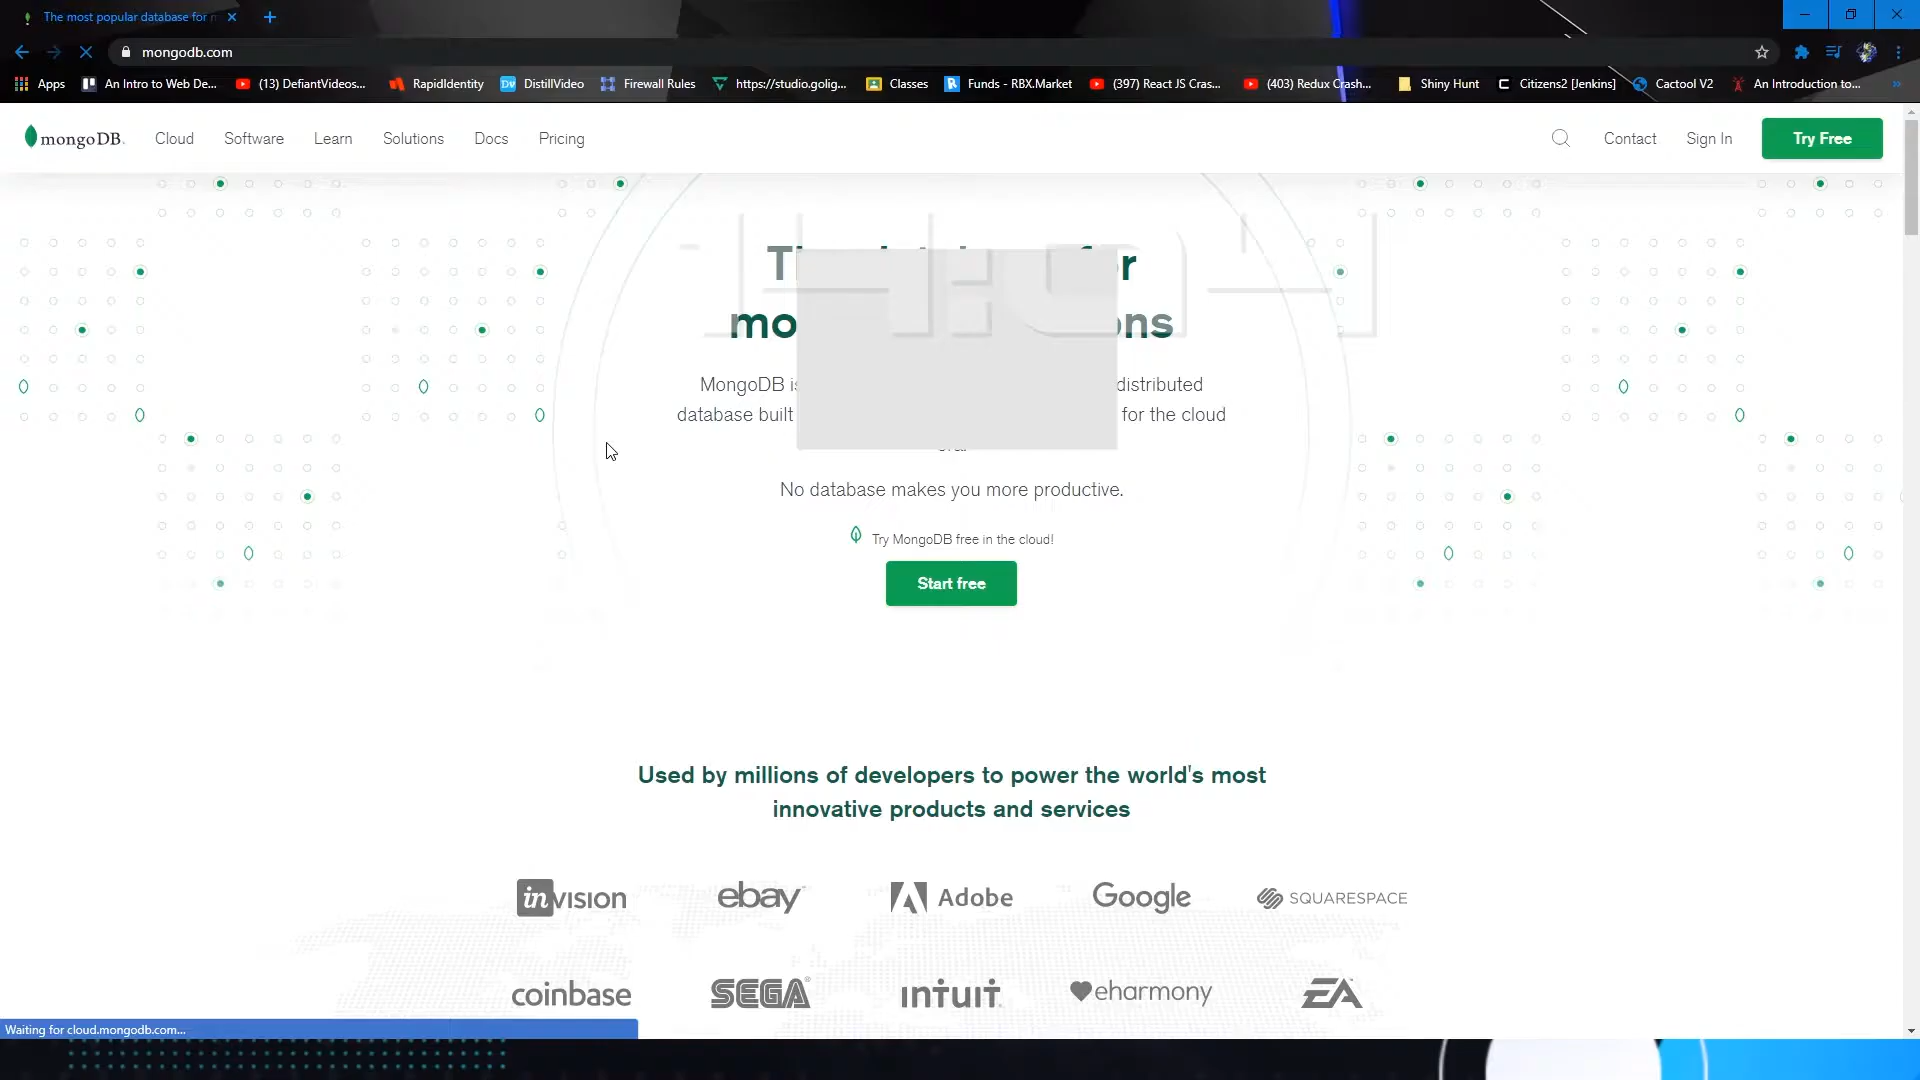 The most popular database for
mongodb.com
Apps
An Intro to Web De...
(13) DefiantVideos...
RapidIdentity
Dv
DistillVideo
Firewall Rules
https://studio.golig...
Classes
Funds - RBX.Market
(397) React JS Cras...
(403) Redux Crash...
Shiny Hunt
Citizens2 [Jenkins]
Cactool V2
An Introduction to...
mongoDB.
Cloud
Software
Learn
Solutions
Docs
Pricing
Contact
Sign In
Try Free
MongoDB is distributed
database built for the cloud
No database makes you more productive.
Try MongoDB free in the cloud!
Start free
Used by millions of developers to power the world's most
innovative products and services
invision
ebay
Adobe
Google
SQUARESPACE
coinbase
SEGA
intuit
eharmony
EA
Waiting for cloud.mongodb.com...